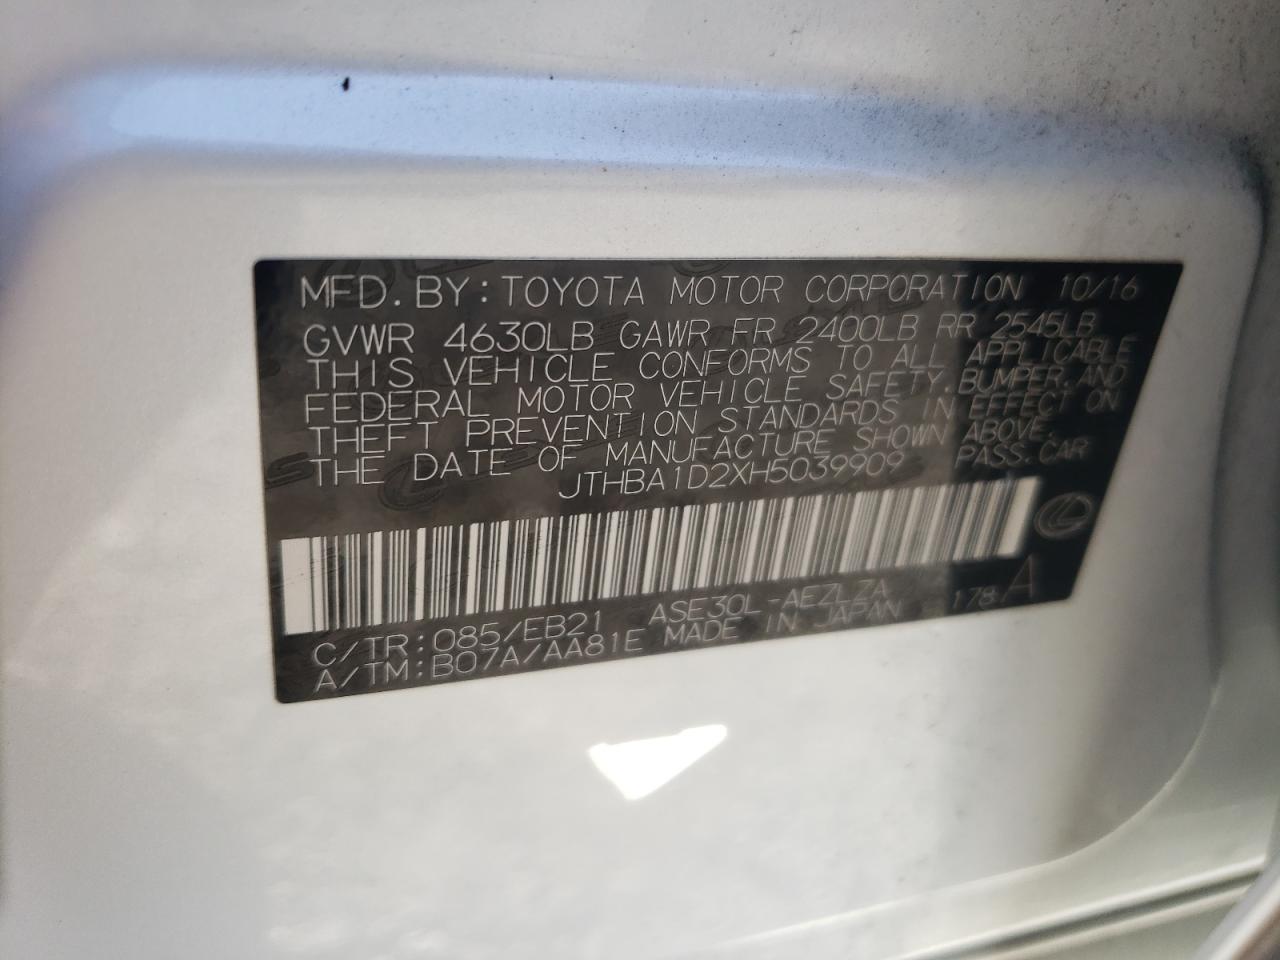 MFD. BY: TOYOTA MOTOR CORPORATION 10/16
GVWR 4630LB GAWR FR 2400LB RR 2545LB
THIS VEHICLE CONFORMS TO ALL APPLICABLE
FEDERAL MOTOR VEHICLE SAFETY, BUMPER, AND
THEFT PREVENTION STANDARDS IN EFFECT ON
THE DATE OF MANUFACTURE SHOWN ABOVE.
JTHBA1D2XH5039909 PASS. CAR
C/TR: 085/EB21 ASE30L-AEZLZA
A/TM: B07A/AA81E MADE IN JAPAN 178 A